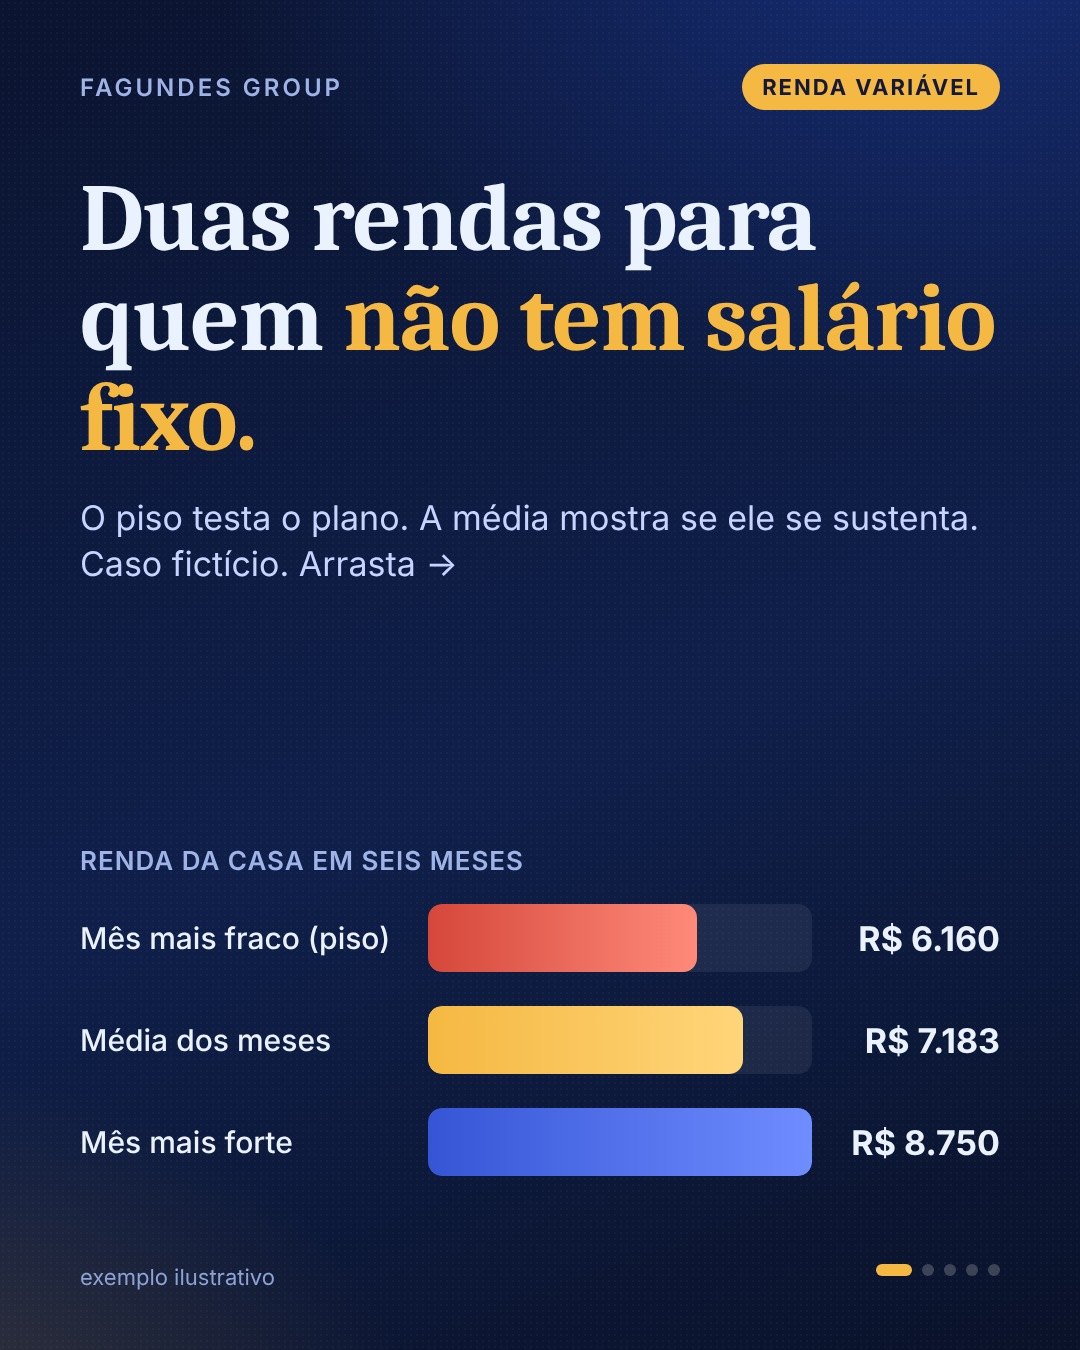 FAGUNDES GROUP
RENDA VARIÁVEL
Duas rendas para
quem não tem salário
fixo.
O piso testa o plano. A média mostra se ele se sustenta.
Caso fictício. Arrasta →
RENDA DA CASA EM SEIS MESES
Mês mais fraco (piso) R$ 6.160
Média dos meses R$ 7.183
Mês mais forte R$ 8.750
exemplo ilustrativo